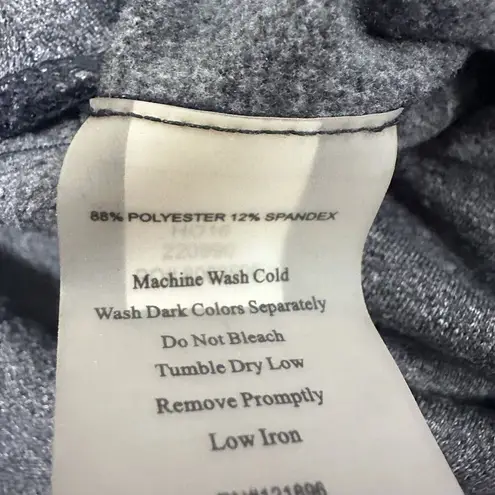 88% POLYESTER 12% SPANDEX
Machine Wash Cold
Wash Dark Colors Separately
Do Not Bleach
Tumble Dry Low
Remove Promptly
Low Iron